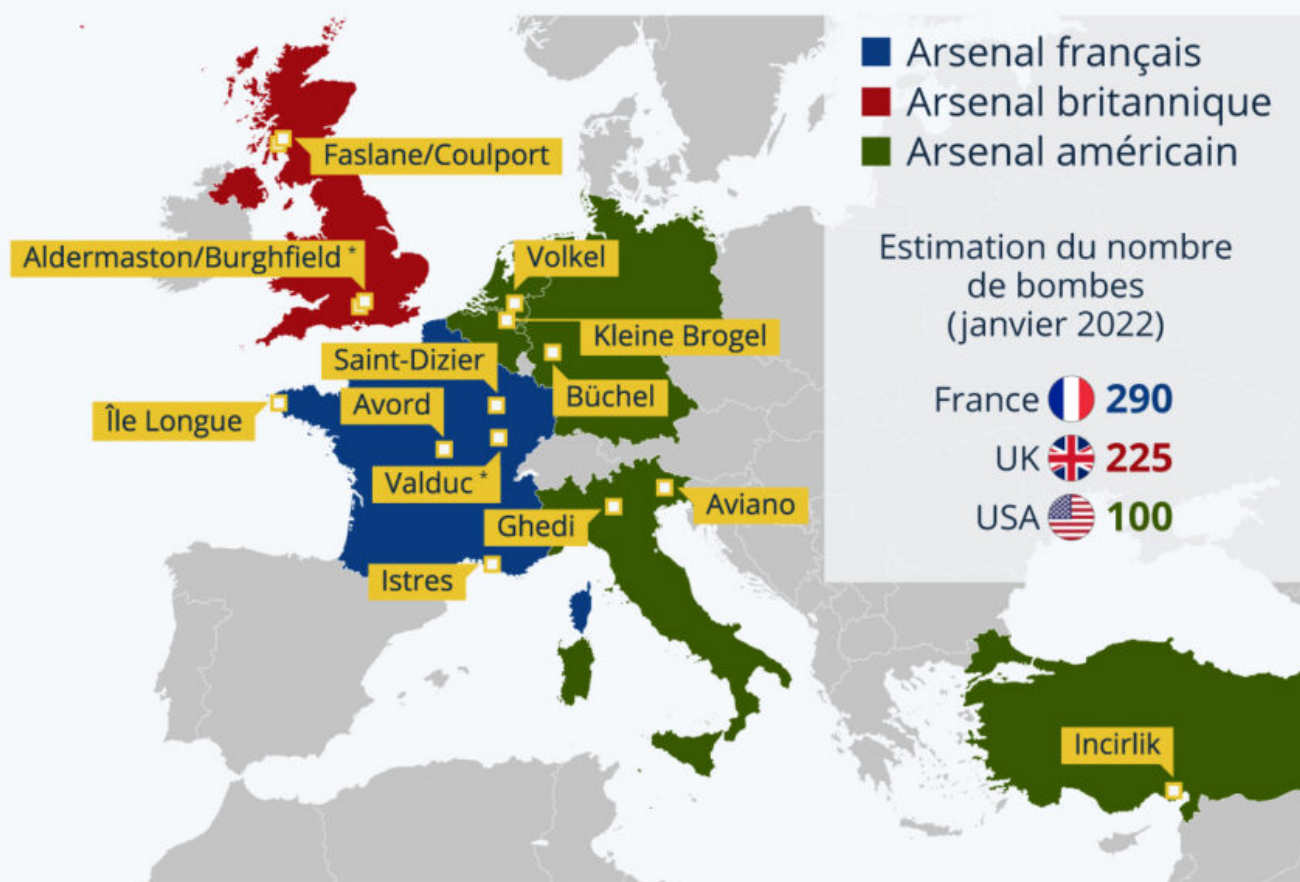 Arsenal français
Arsenal britannique
Arsenal américain
Estimation du nombre
de bombes
(janvier 2022)
France 290
UK 225
USA 100
Faslane/Coulport
Aldermaston/Burghfield *
Volkel
Kleine Brogel
Saint-Dizier
Büchel
Avord
Île Longue
Valduc *
Aviano
Ghedi
Istres
Incirlik